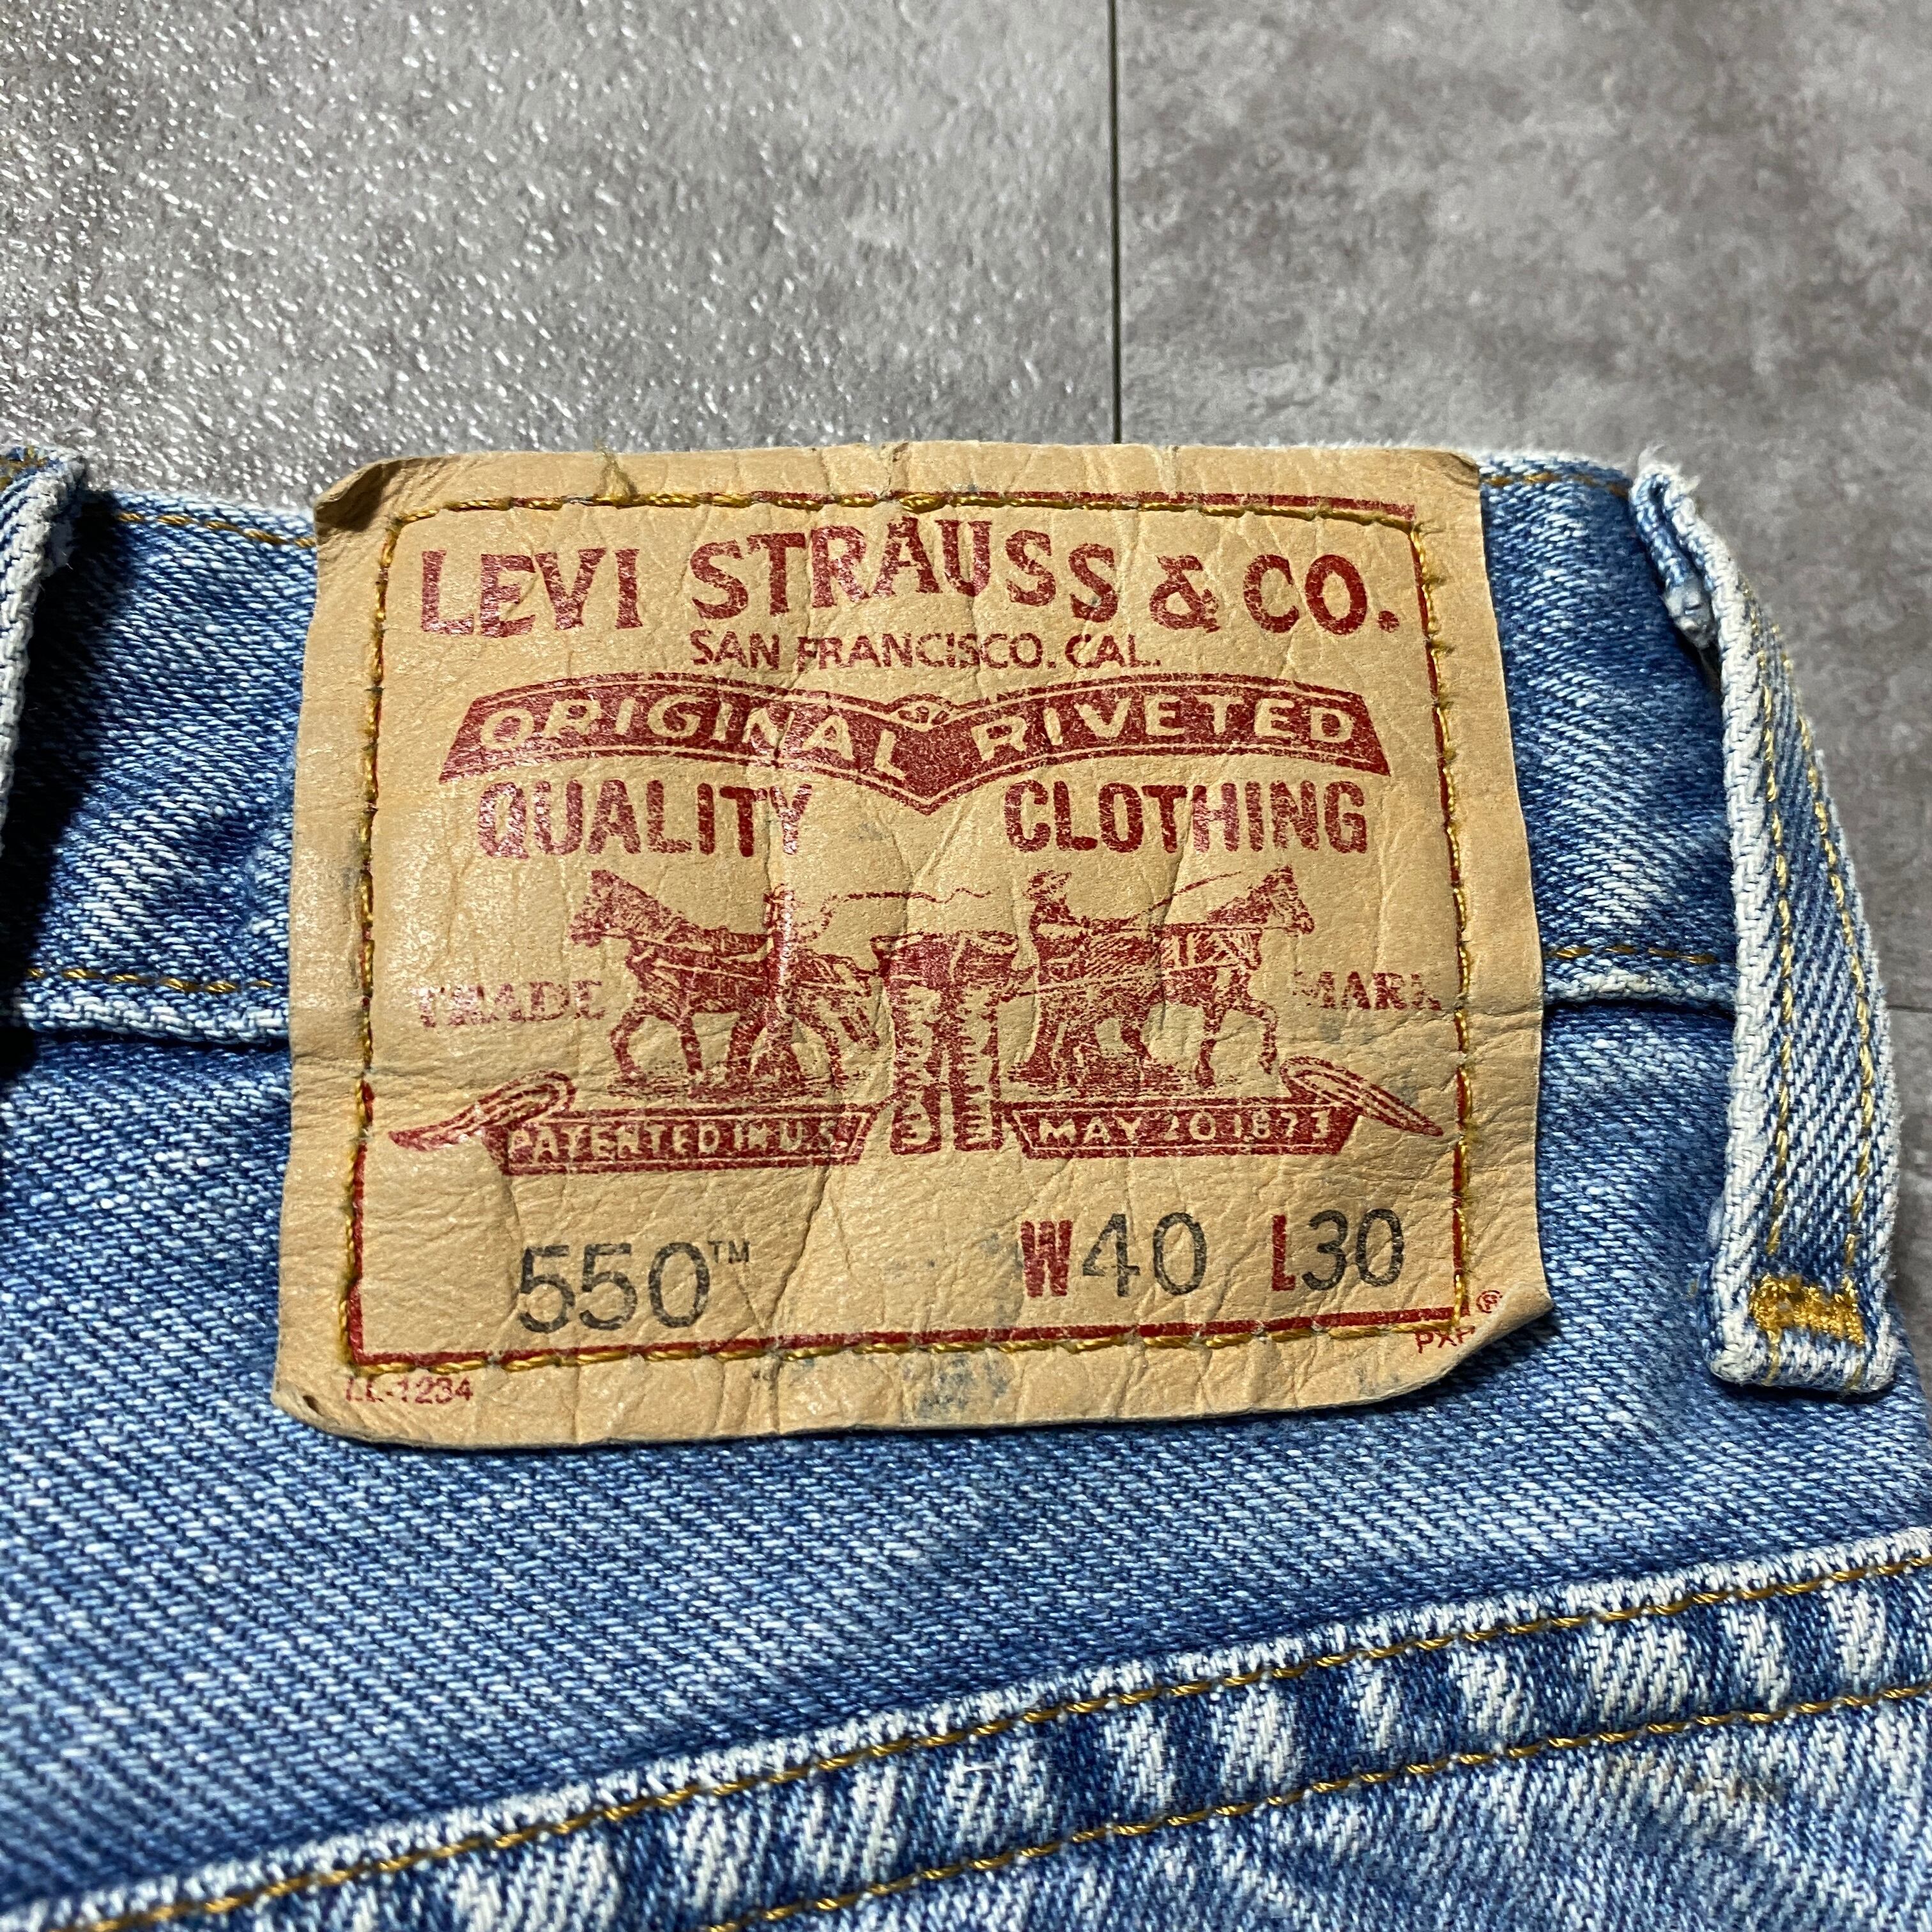 LEVI STRAUSS & CO.
SAN FRANCISCO. CAL.
ORIGINAL RIVETED
QUALITY CLOTHING
TRADE MARK
PATENTED IN U.S. MAY 20 1873
550™ W40 L30
®
LL-1234